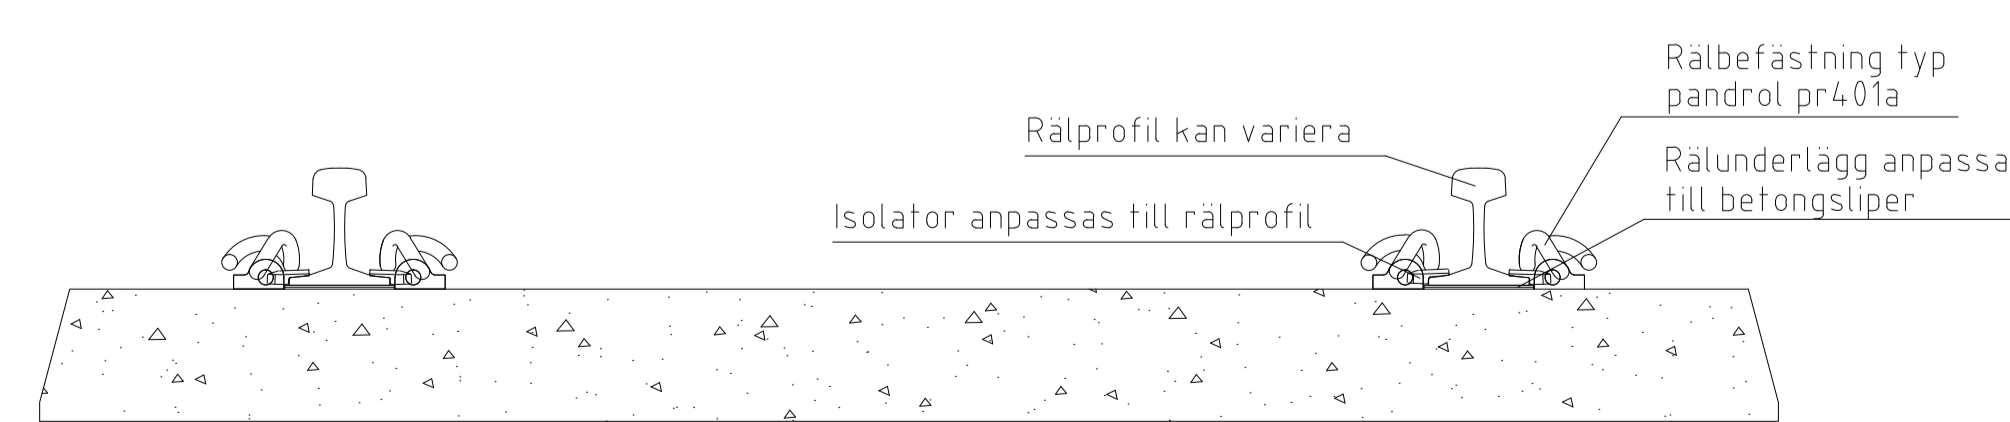 Rälbefästning typ
pandrol pr401a
Rälprofil kan variera
Rälunderlägg anpassa
till betongsliper
Isolator anpassas till rälprofil